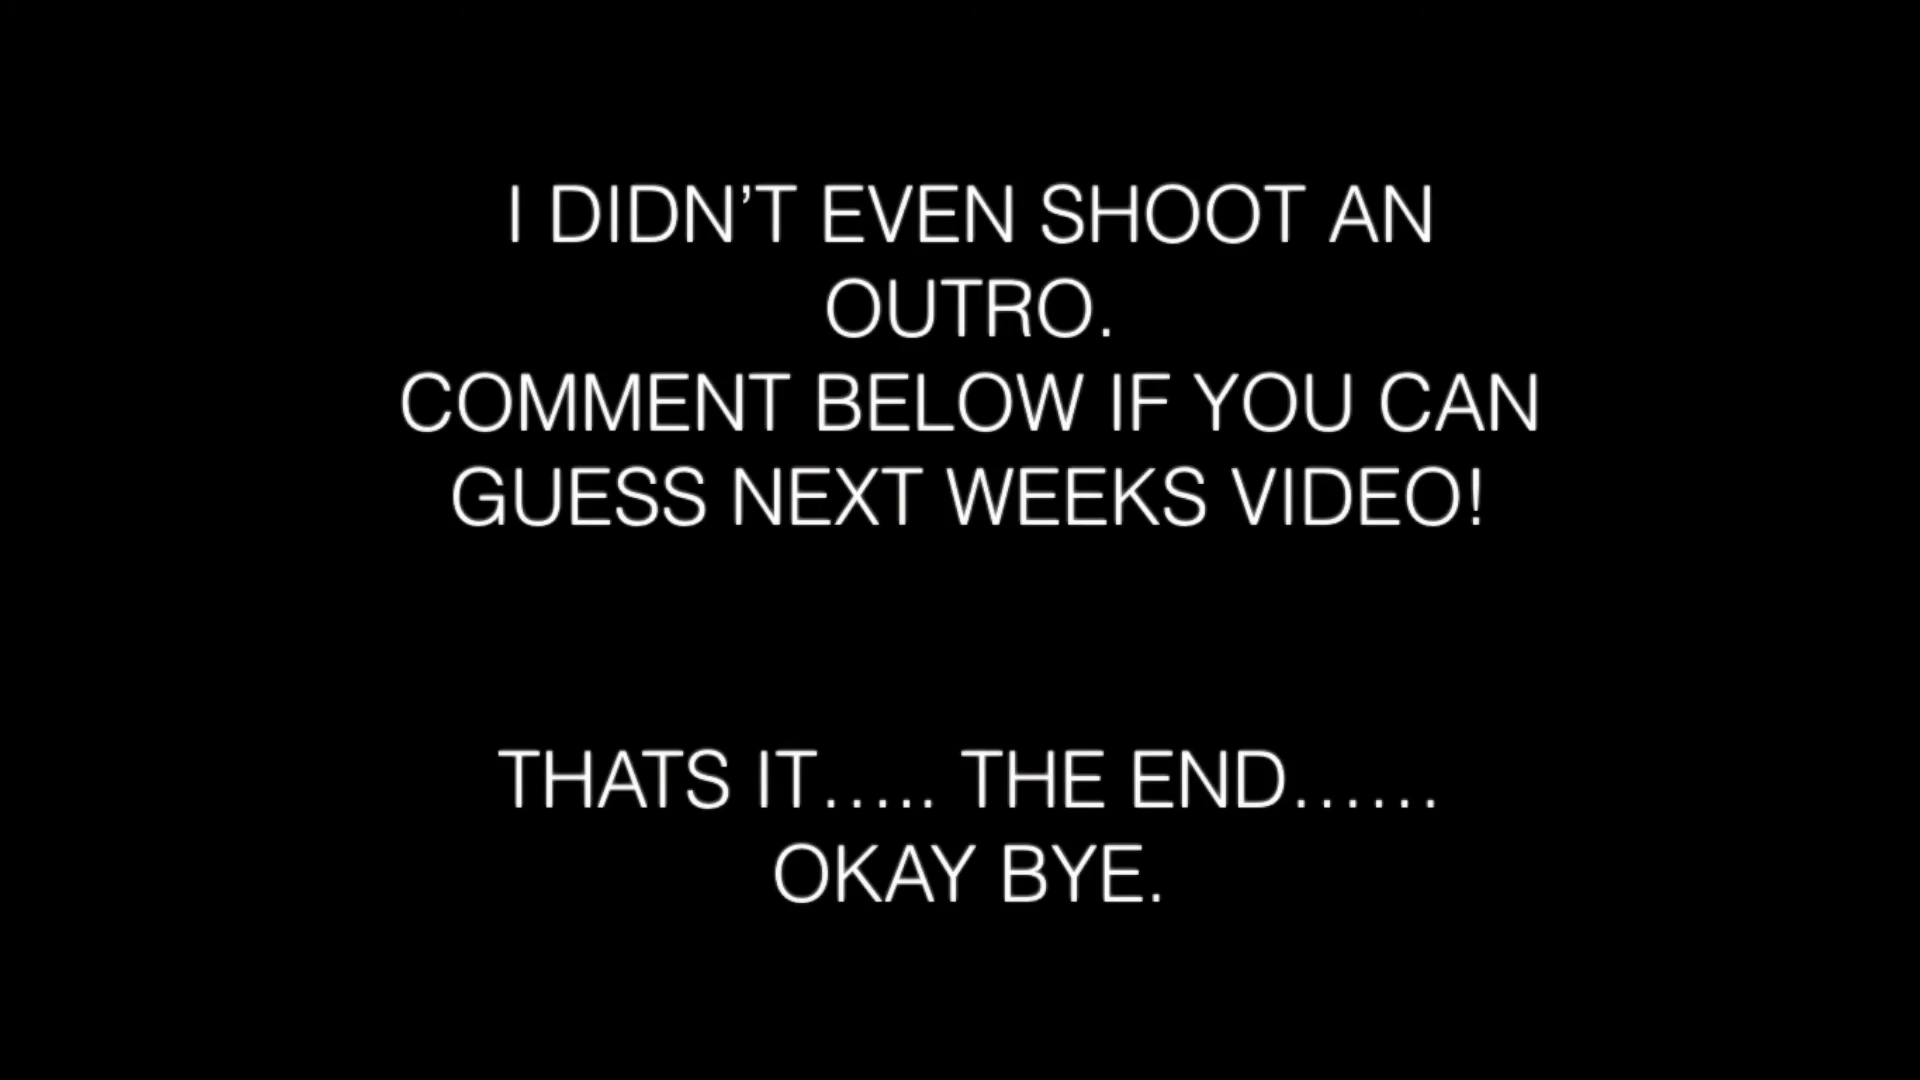 I DIDN’T EVEN SHOOT AN
OUTRO.
COMMENT BELOW IF YOU CAN
GUESS NEXT WEEKS VIDEO!
THATS IT..... THE END......
OKAY BYE.